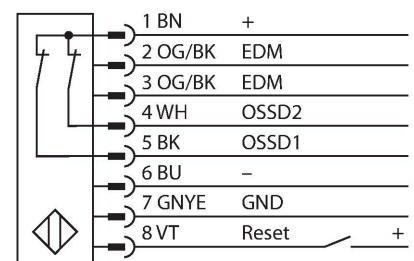 1 BN +
2 OG/BK EDM
3 OG/BK EDM
4 WH OSSD2
5 BK OSSD1
6 BU –
7 GNYE GND
8 VT Reset +